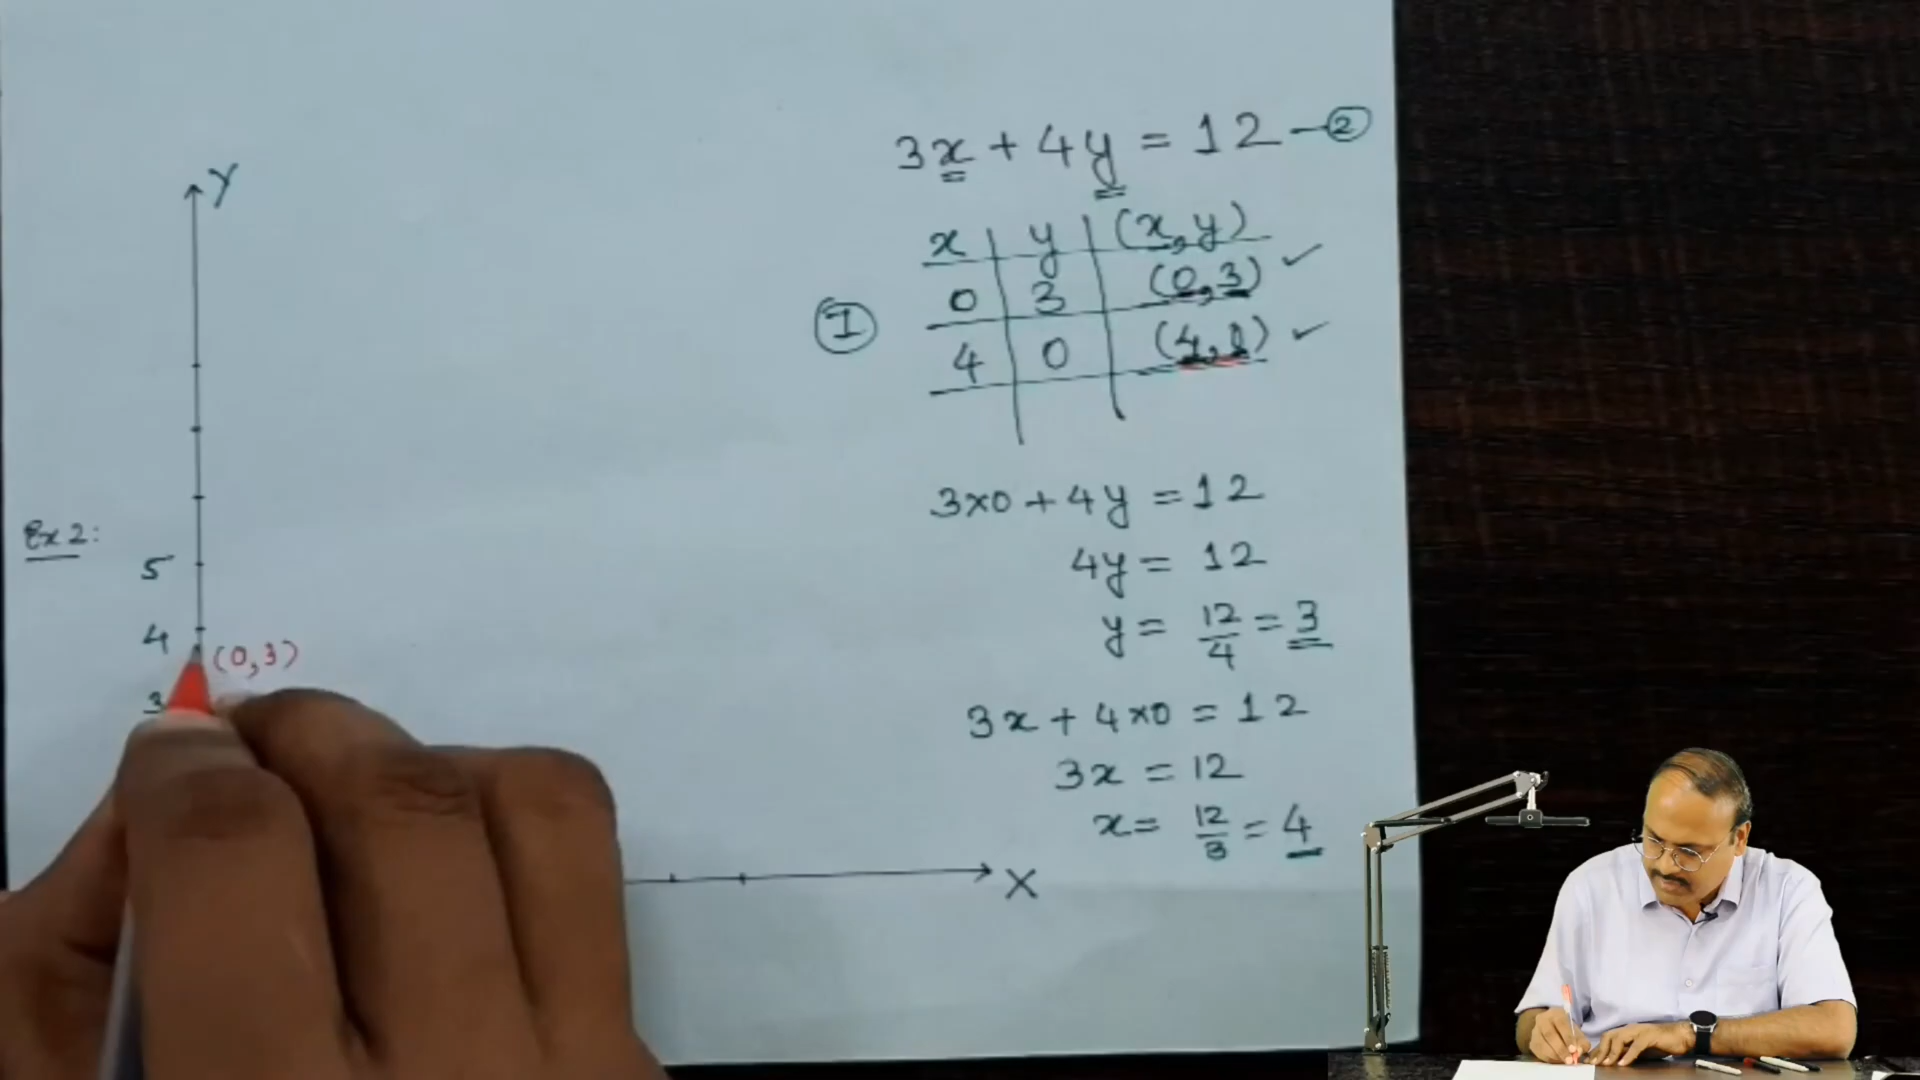 3x + 4y = 12 — ②
Y
x | y | (x, y)
0 | 3 | (0, 3) ✓
Ⓘ
4 | 0 | (4, 0) ✓
3×0 + 4y = 12
Ex 2:
5
4y = 12
4
(0, 3)
y = 12/4 = 3
3
3x + 4×0 = 12
3x = 12
x = 12/3 = 4
X